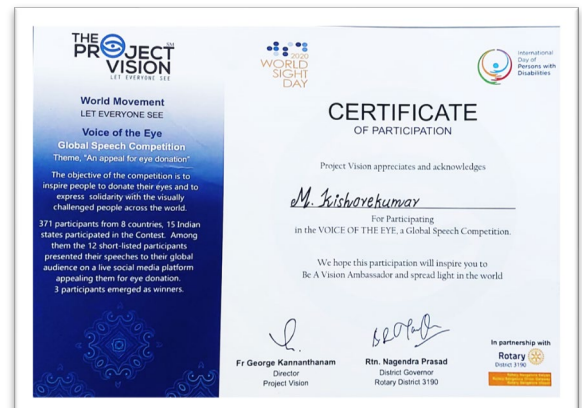 THE
PROJECT
VISION
LET EVERYONE SEE
World Movement
LET EVERYONE SEE
Voice of the Eye
Global Speech Competition
Theme, "An appeal for eye donation"
The objective of the competition is to
inspire people to donate their eyes and to
express solidarity with the visually
challenged people across the world.
371 participants from 8 countries, 15 Indian
states participated in the Contest. Among
them the 12 short-listed participants
presented their speeches to their global
audience on a live social media platform
appealing them for eye donation.
3 participants emerged as winners.
2020
WORLD
SIGHT
DAY
International
Day of
Persons with
Disabilities
CERTIFICATE
OF PARTICIPATION
Project Vision appreciates and acknowledges
M. Kishorekumar
For Participating
in the VOICE OF THE EYE, a Global Speech Competition.
We hope this participation will inspire you to
Be A Vision Ambassador and spread light in the world
Fr George Kannanthanam
Director
Project Vision
Rtn. Nagendra Prasad
District Governor
Rotary District 3190
In partnership with
Rotary
District 3190